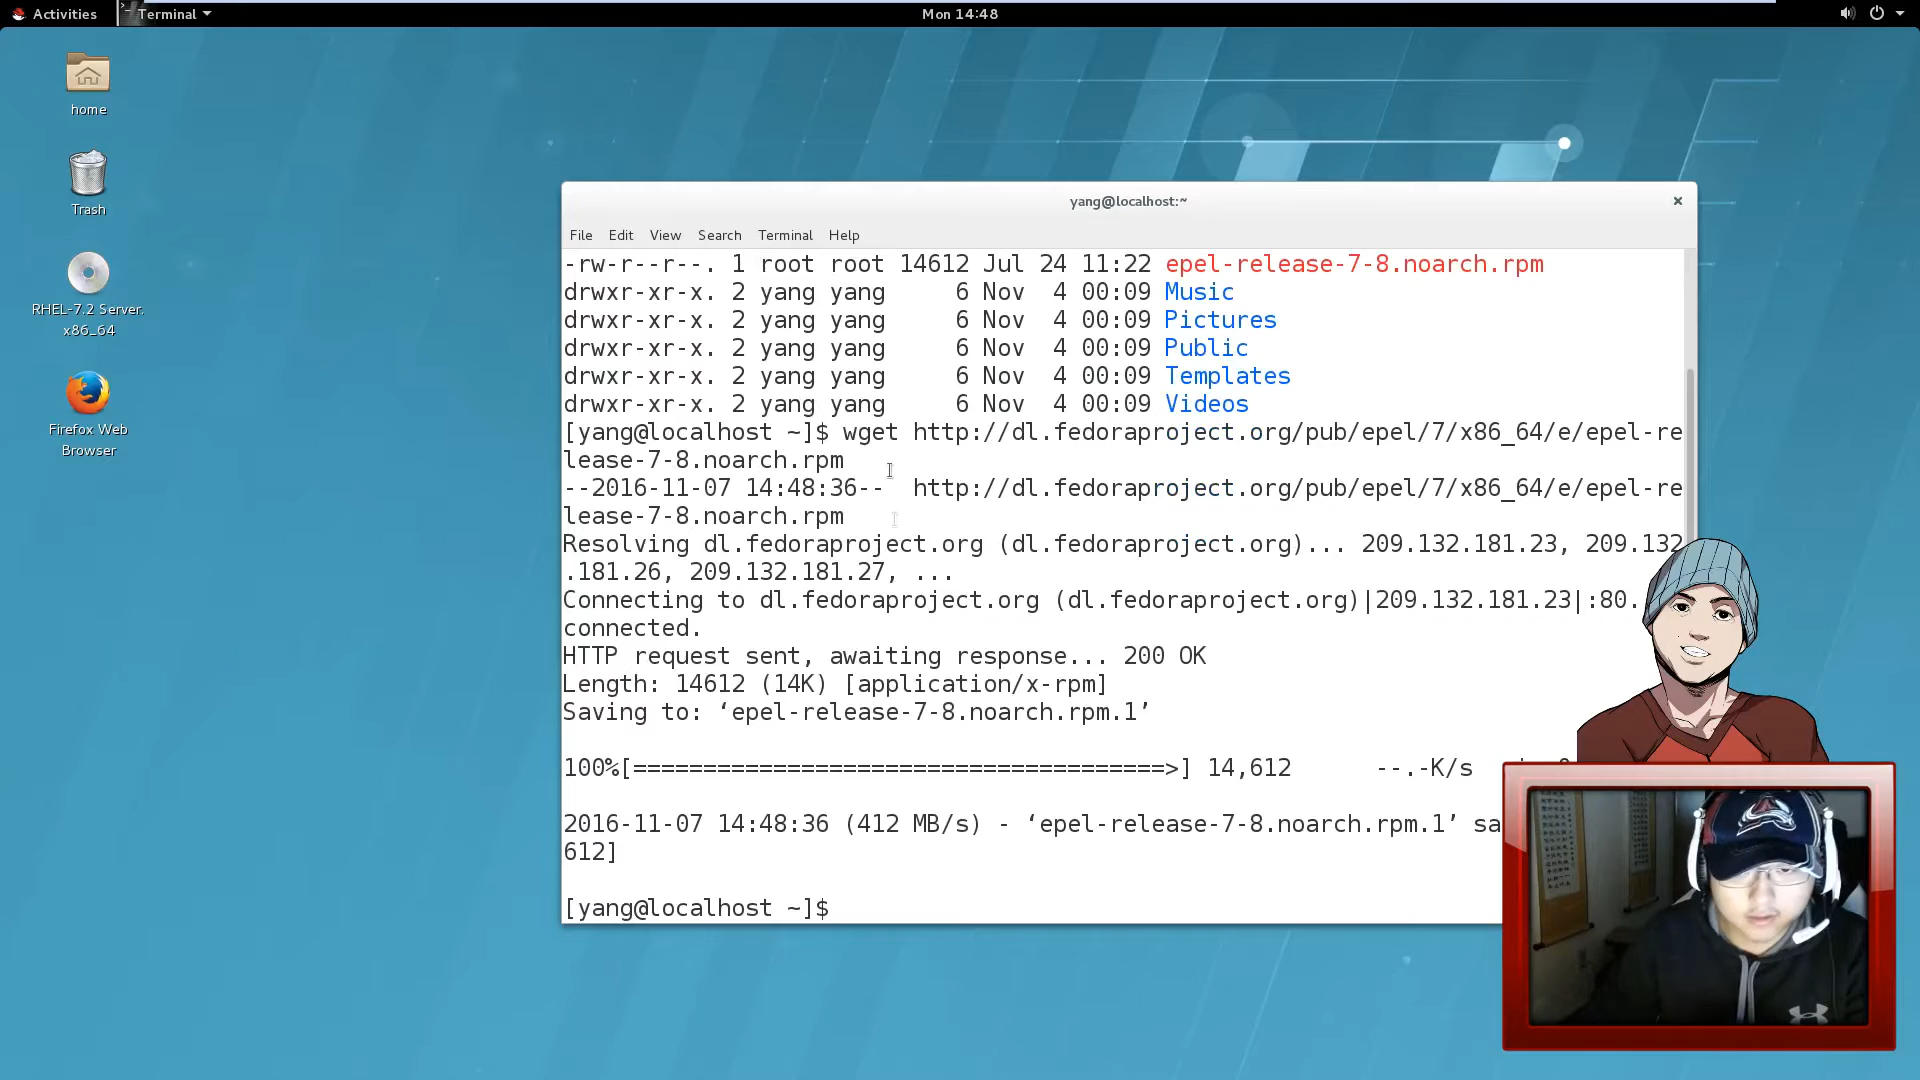 Activities
Terminal
Mon 14:48
home
Trash
RHEL-7.2 Server.
x86_64
Firefox Web
Browser
yang@localhost:~
File Edit View Search Terminal Help
-rw-r--r--. 1 root root 14612 Jul 24 11:22 epel-release-7-8.noarch.rpm
drwxr-xr-x. 2 yang yang     6 Nov  4 00:09 Music
drwxr-xr-x. 2 yang yang     6 Nov  4 00:09 Pictures
drwxr-xr-x. 2 yang yang     6 Nov  4 00:09 Public
drwxr-xr-x. 2 yang yang     6 Nov  4 00:09 Templates
drwxr-xr-x. 2 yang yang     6 Nov  4 00:09 Videos
[yang@localhost ~]$ wget http://dl.fedoraproject.org/pub/epel/7/x86_64/e/epel-re
lease-7-8.noarch.rpm
--2016-11-07 14:48:36--  http://dl.fedoraproject.org/pub/epel/7/x86_64/e/epel-re
lease-7-8.noarch.rpm
Resolving dl.fedoraproject.org (dl.fedoraproject.org)... 209.132.181.23, 209.132
.181.26, 209.132.181.27, ...
Connecting to dl.fedoraproject.org (dl.fedoraproject.org)|209.132.181.23|:80.
connected.
HTTP request sent, awaiting response... 200 OK
Length: 14612 (14K) [application/x-rpm]
Saving to: ‘epel-release-7-8.noarch.rpm.1’
100%[======================================>] 14,612      --.-K/s
2016-11-07 14:48:36 (412 MB/s) - ‘epel-release-7-8.noarch.rpm.1’ sa
612]
[yang@localhost ~]$